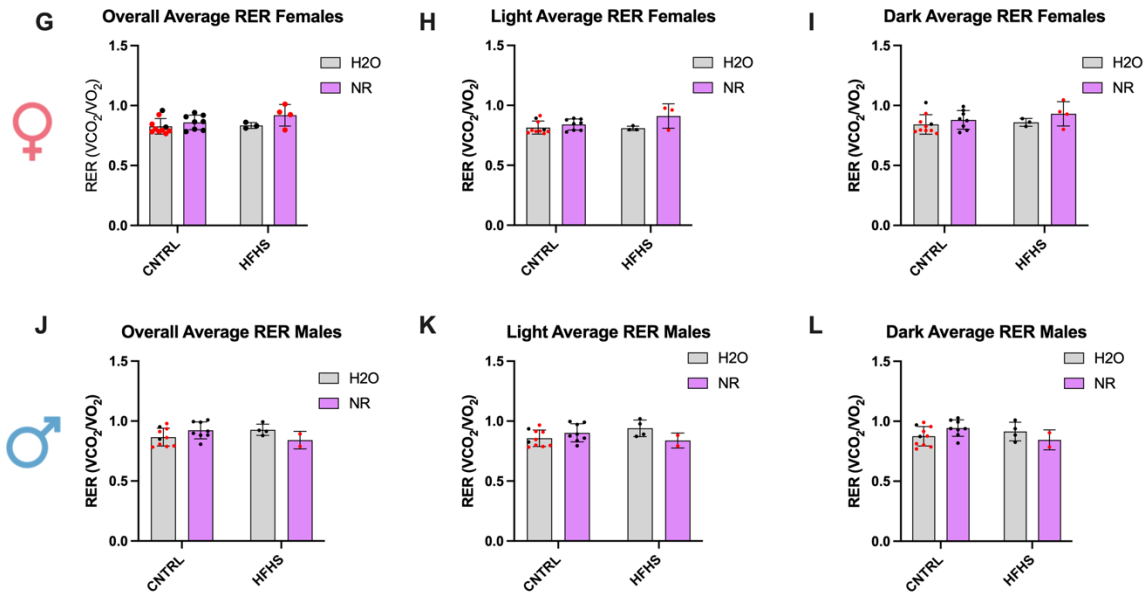 G
Overall Average RER Females
RER (VCO2/VO2)
1.5
1.0
0.5
0.0
CNTRL
HFHS
H2O
NR
H
Light Average RER Females
RER (VCO2/VO2)
1.5
1.0
0.5
0.0
CNTRL
HFHS
H2O
NR
I
Dark Average RER Females
RER (VCO2/VO2)
1.5
1.0
0.5
0.0
CNTRL
HFHS
H2O
NR
J
Overall Average RER Males
RER (VCO2/VO2)
1.5
1.0
0.5
0.0
CNTRL
HFHS
H2O
NR
K
Light Average RER Males
RER (VCO2/VO2)
1.5
1.0
0.5
0.0
CNTRL
HFHS
H2O
NR
L
Dark Average RER Males
RER (VCO2/VO2)
1.5
1.0
0.5
0.0
CNTRL
HFHS
H2O
NR